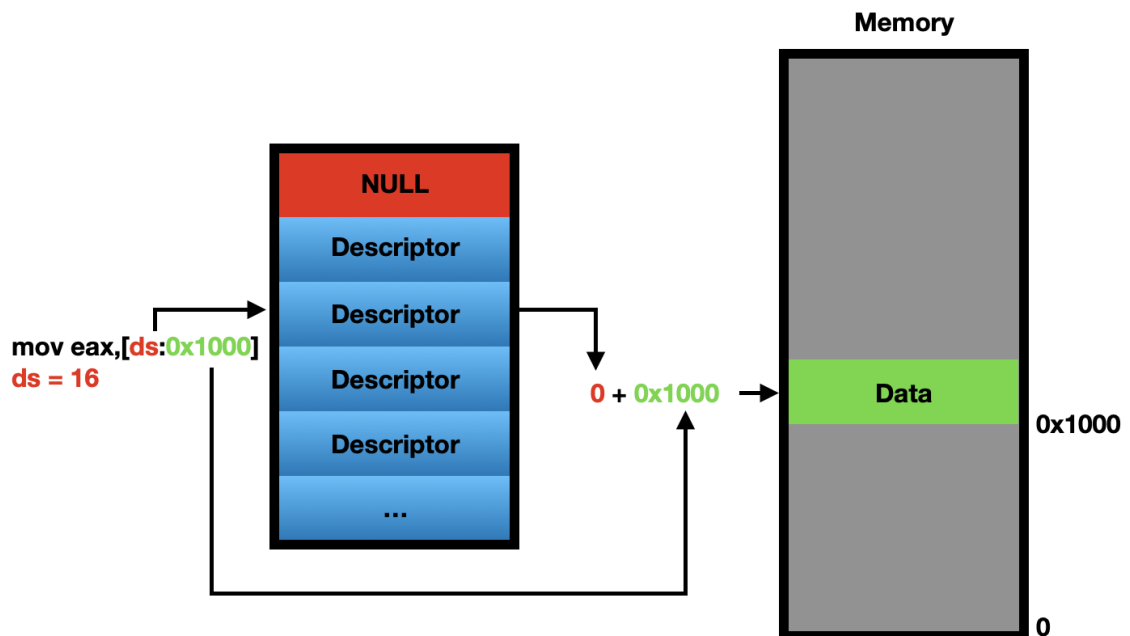 Memory
NULL
Descriptor
Descriptor
mov eax,[ds:0x1000]
ds = 16
Descriptor
0 + 0x1000
Data
0x1000
Descriptor
...
0